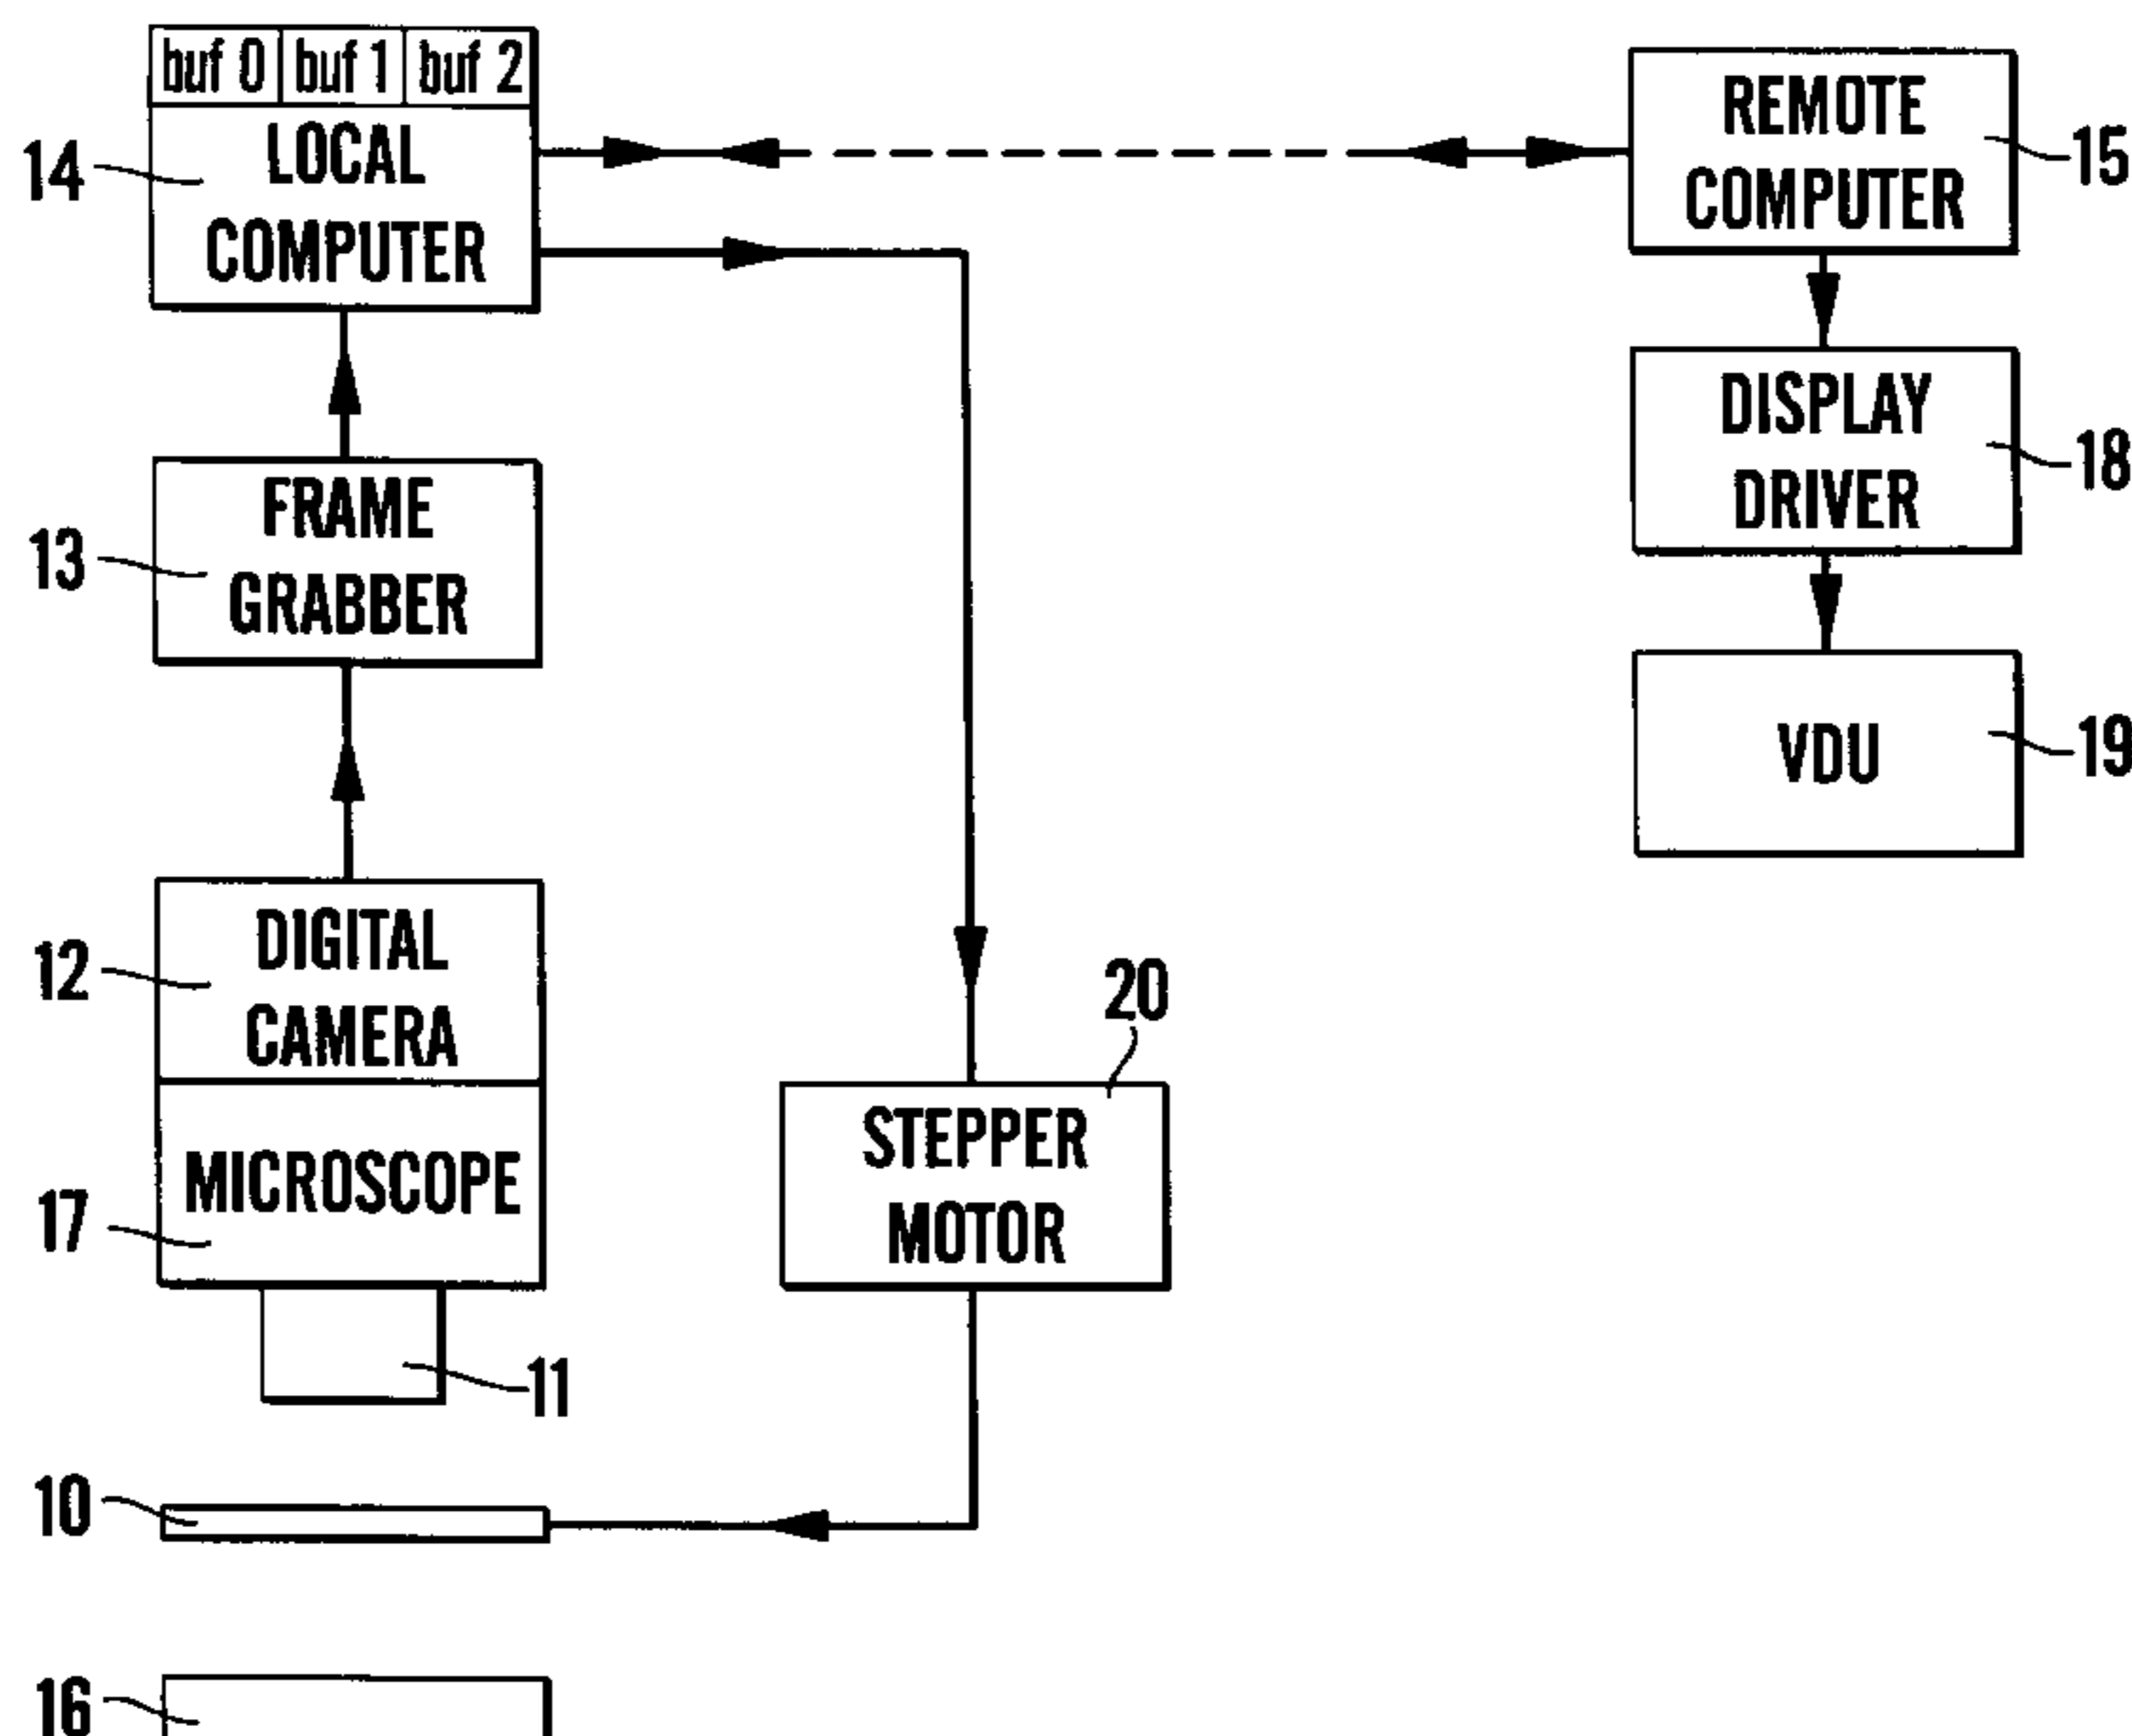 buf 0 buf 1 buf 2
LOCAL
COMPUTER
14
REMOTE
COMPUTER
15
FRAME
GRABBER
13
DISPLAY
DRIVER
18
VDU
19
DIGITAL
CAMERA
12
MICROSCOPE
17
11
STEPPER
MOTOR
20
10
16